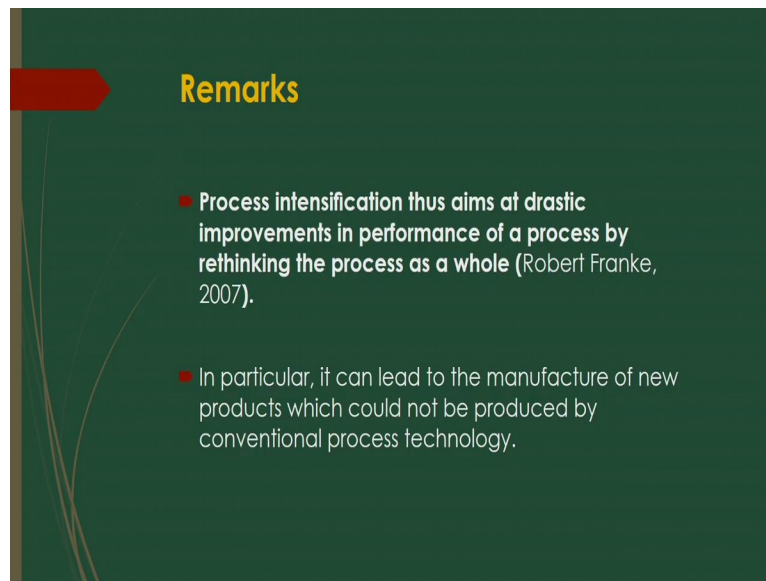 Remarks
Process intensification thus aims at drastic
improvements in performance of a process by
rethinking the process as a whole (Robert Franke,
2007).
In particular, it can lead to the manufacture of new
products which could not be produced by
conventional process technology.